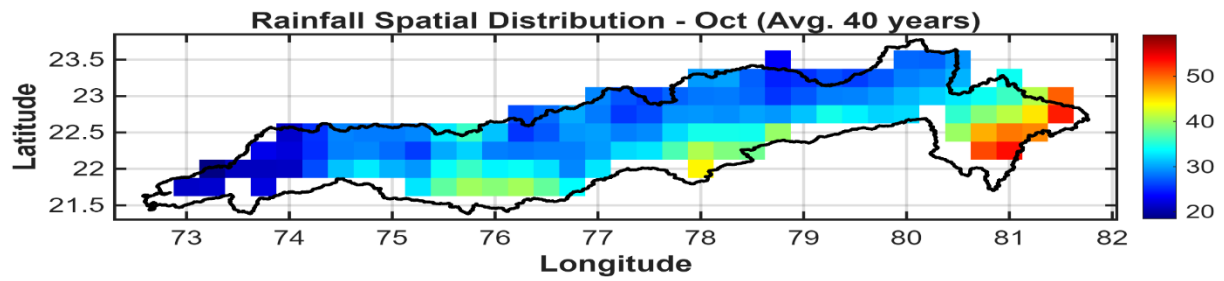 Rainfall Spatial Distribution - Oct (Avg. 40 years)
Latitude
23.5
23
22.5
22
21.5
73 74 75 76 77 78 79 80 81 82
Longitude
50
40
30
20